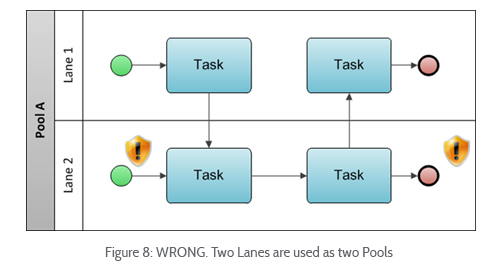 Pool A
Lane 1
Task
Task
Lane 2
Task
Task
Figure 8: WRONG. Two Lanes are used as two Pools